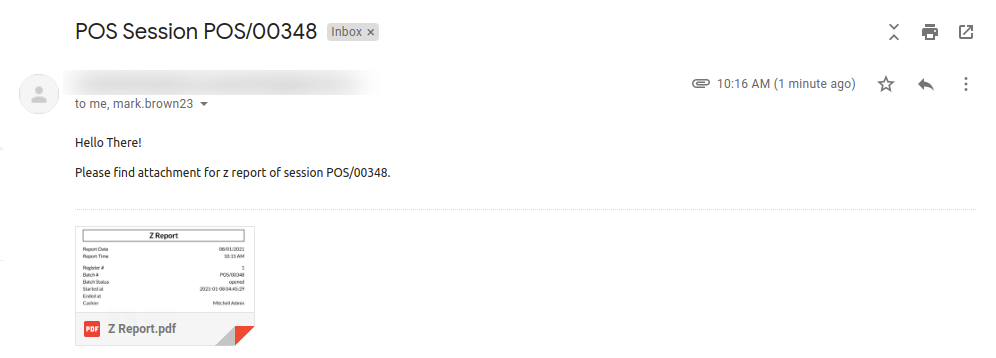 POS Session POS/00348 Inbox ×
10:16 AM (1 minute ago)
to me, mark.brown23
Hello There!
Please find attachment for z report of session POS/00348.
Z Report
Report Date 08/01/2021
Report Time 10:15 AM
Register # 1
Batch # POS/00348
Batch Status opened
Started at 2021-01-08 04:45:29
Ended at
Cashier Mitchell Admin
PDF Z Report.pdf